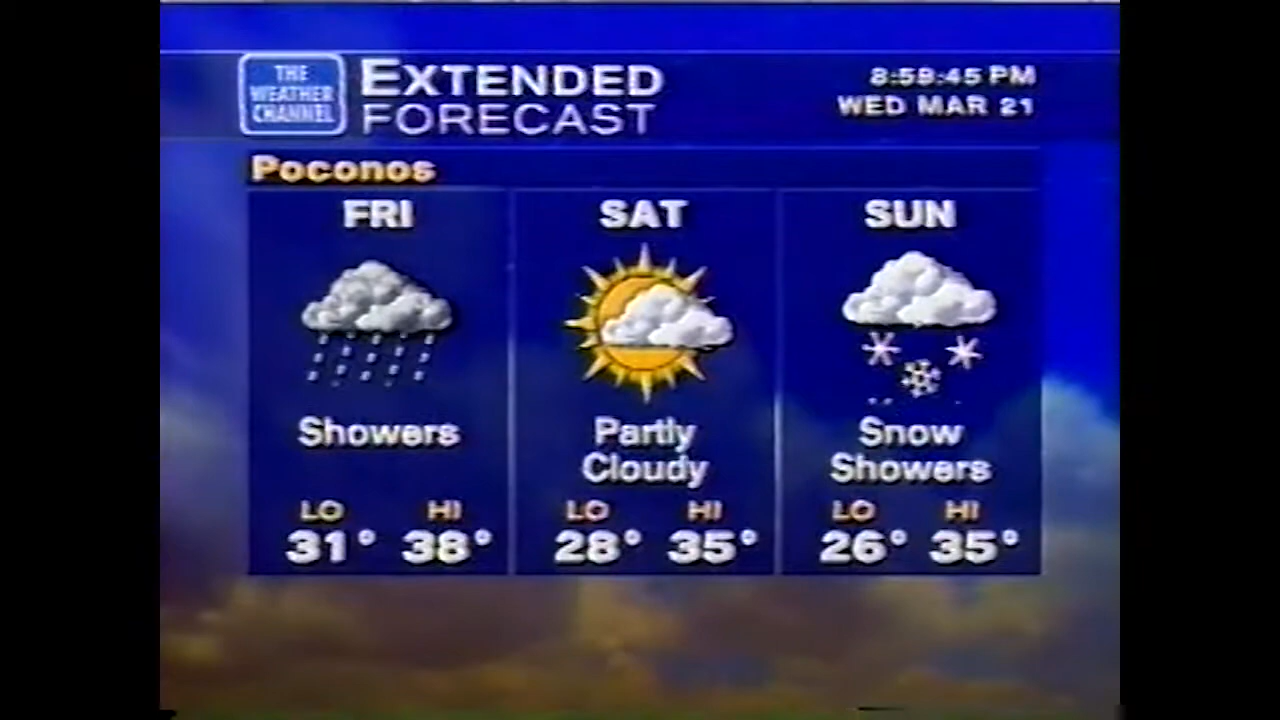 THE
WEATHER
CHANNEL
EXTENDED
FORECAST
8:59:45 PM
WED MAR 21
Poconos
FRI
Showers
LO HI
31° 38°
SAT
Partly
Cloudy
LO HI
28° 35°
SUN
Snow
Showers
LO HI
26° 35°